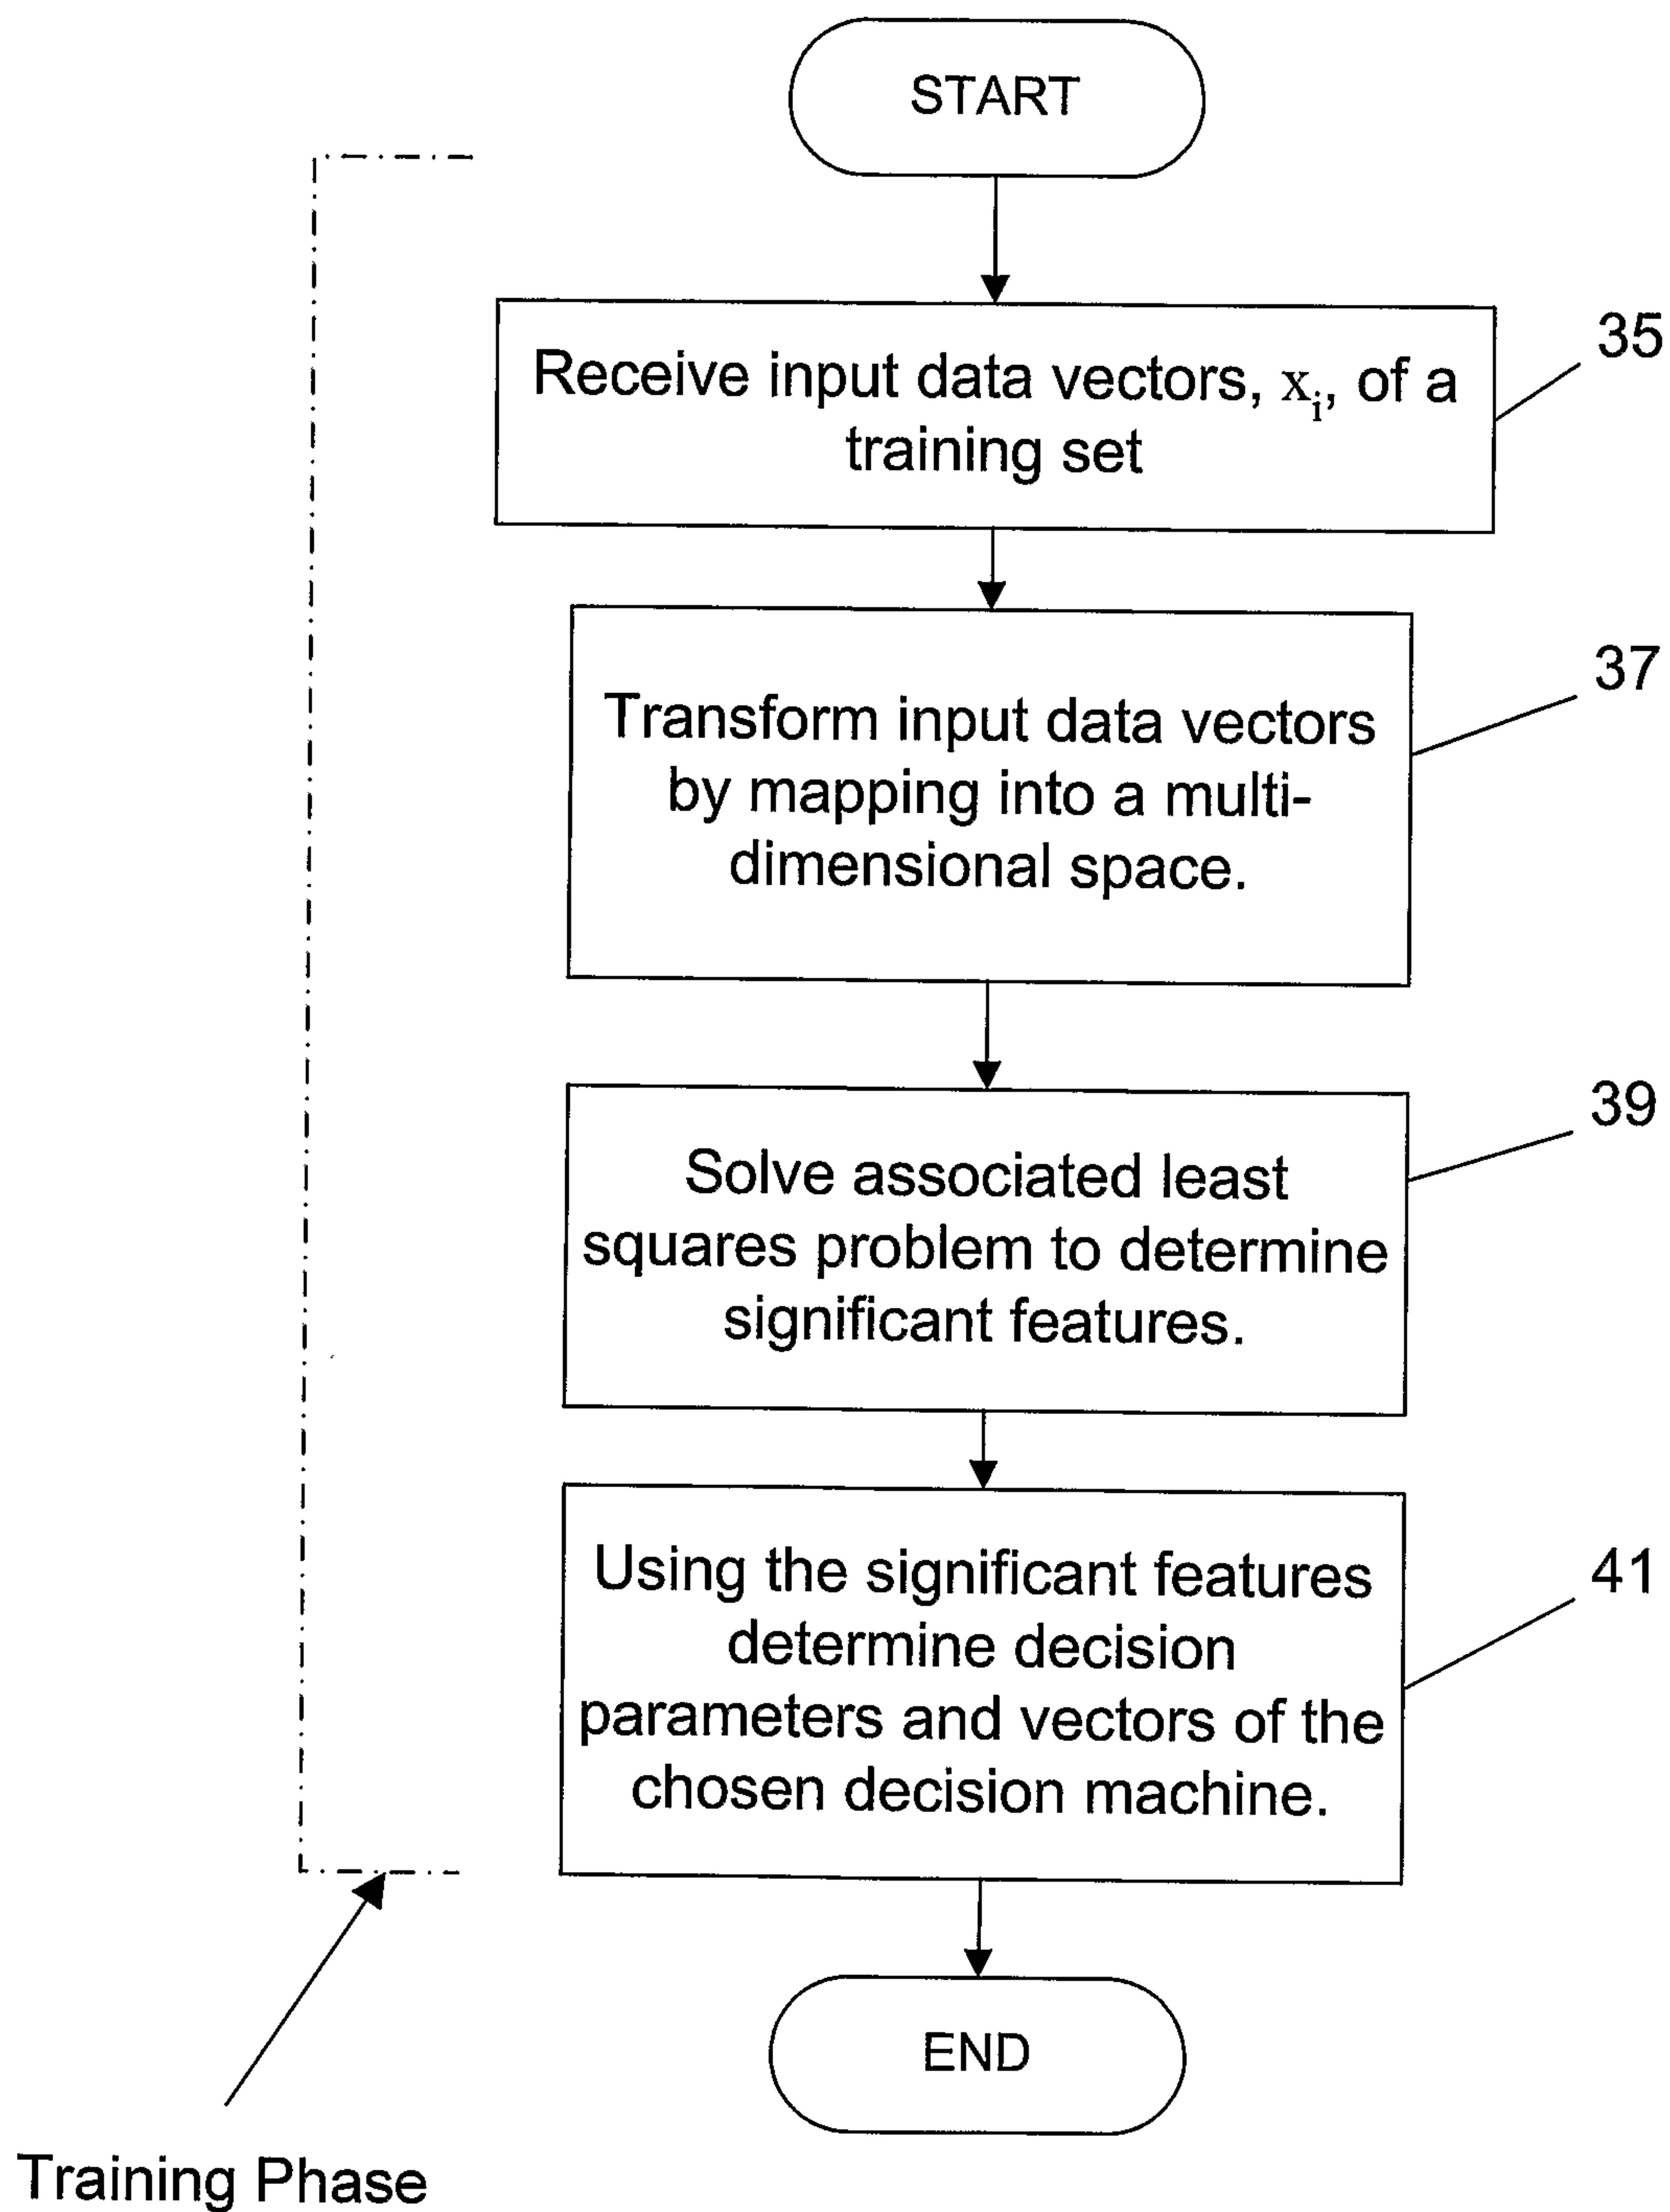 START
Receive input data vectors, xᵢ, of a
training set
35
Transform input data vectors
by mapping into a multi-
dimensional space.
37
Solve associated least
squares problem to determine
significant features.
39
Using the significant features
determine decision
parameters and vectors of the
chosen decision machine.
41
END
Training Phase